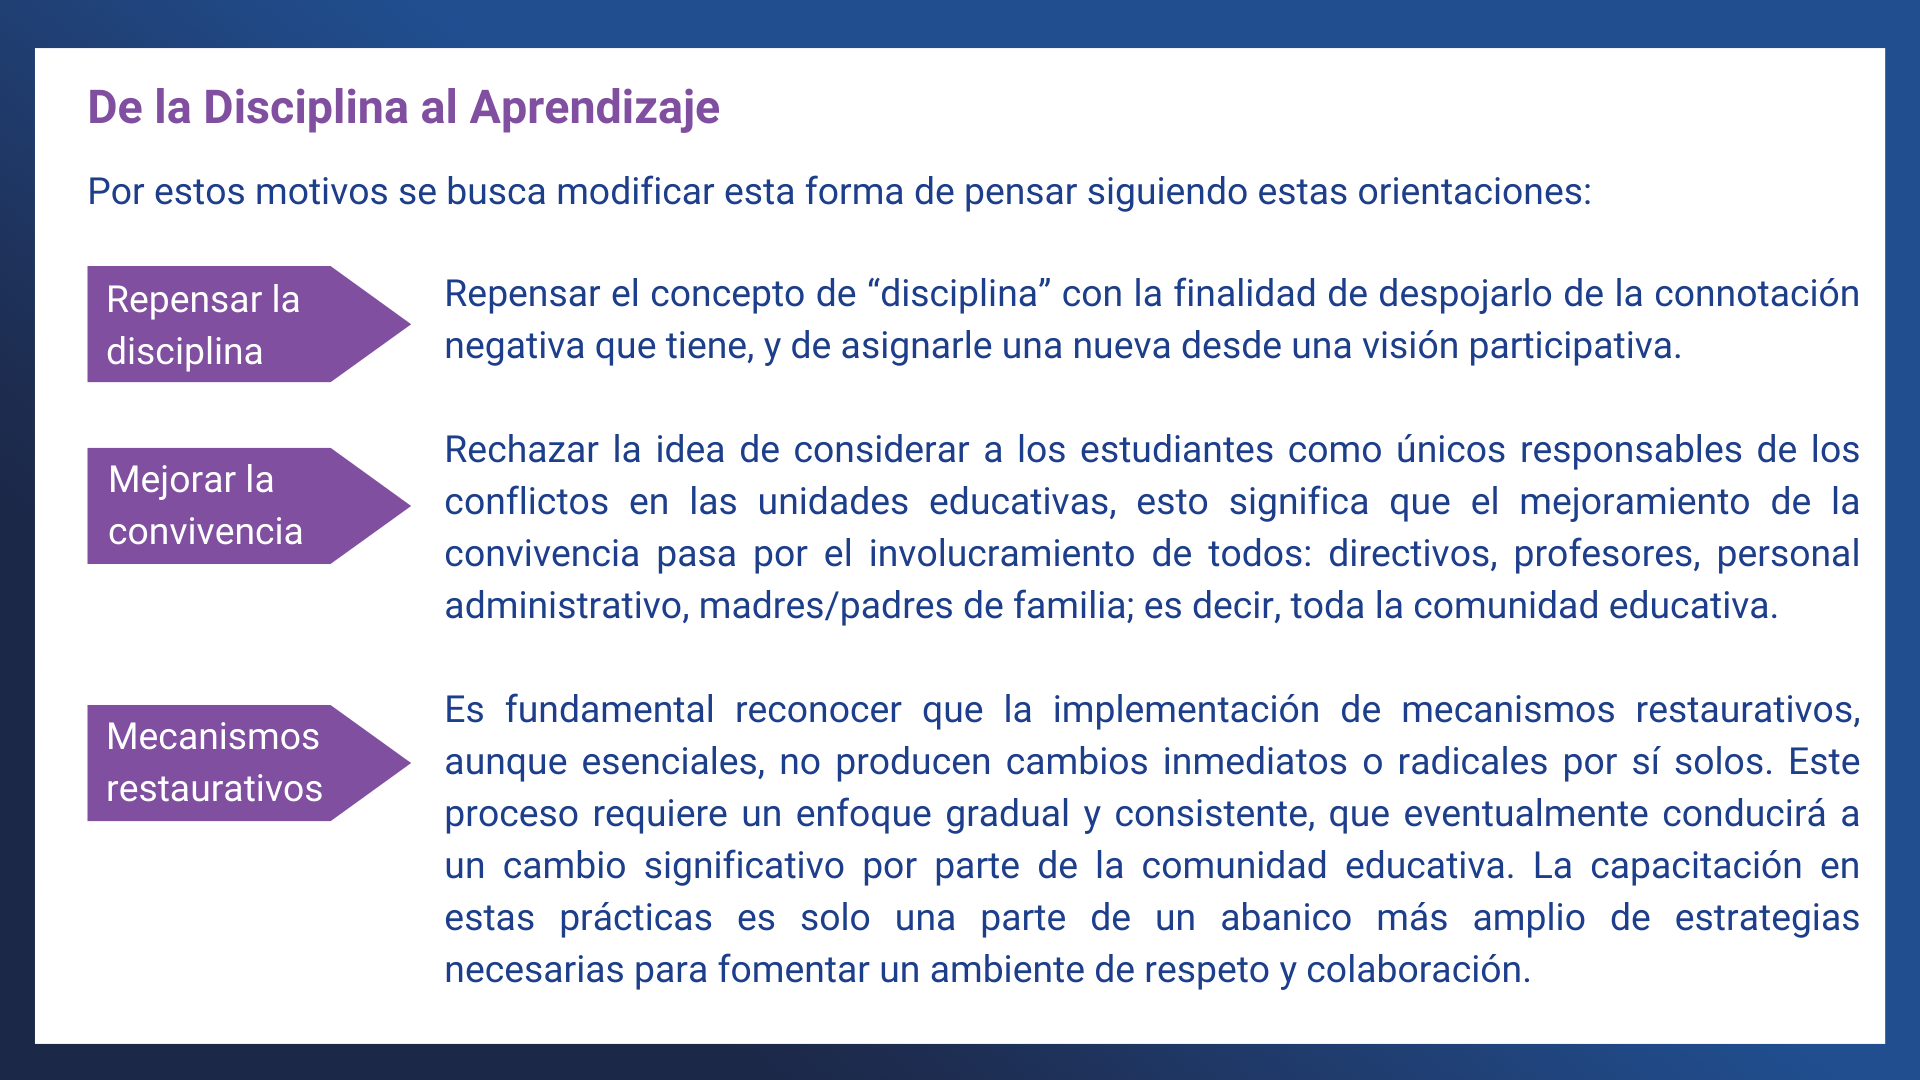 De la Disciplina al Aprendizaje
Por estos motivos se busca modificar esta forma de pensar siguiendo estas orientaciones:
Repensar la
disciplina
Repensar el concepto de “disciplina” con la finalidad de despojarlo de la connotación
negativa que tiene, y de asignarle una nueva desde una visión participativa.
Mejorar la
convivencia
Rechazar la idea de considerar a los estudiantes como únicos responsables de los
conflictos en las unidades educativas, esto significa que el mejoramiento de la
convivencia pasa por el involucramiento de todos: directivos, profesores, personal
administrativo, madres/padres de familia; es decir, toda la comunidad educativa.
Mecanismos
restaurativos
Es fundamental reconocer que la implementación de mecanismos restaurativos,
aunque esenciales, no producen cambios inmediatos o radicales por sí solos. Este
proceso requiere un enfoque gradual y consistente, que eventualmente conducirá a
un cambio significativo por parte de la comunidad educativa. La capacitación en
estas prácticas es solo una parte de un abanico más amplio de estrategias
necesarias para fomentar un ambiente de respeto y colaboración.